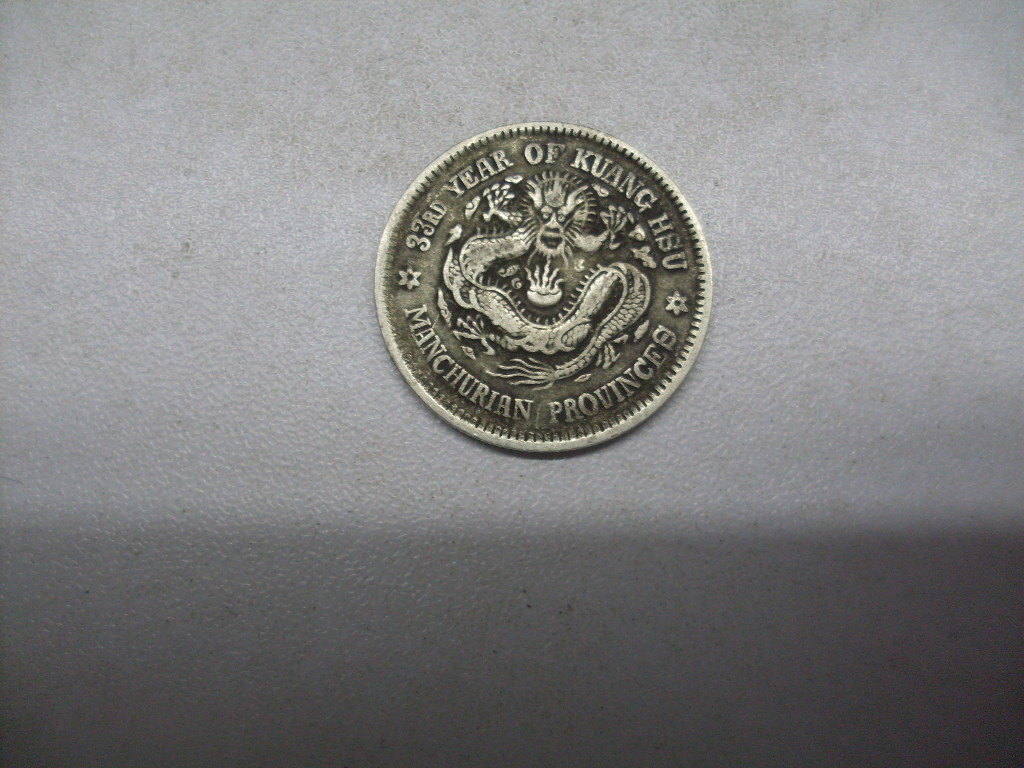 33RD YEAR OF KUANG HSU
MANCHURIAN PROVINCES